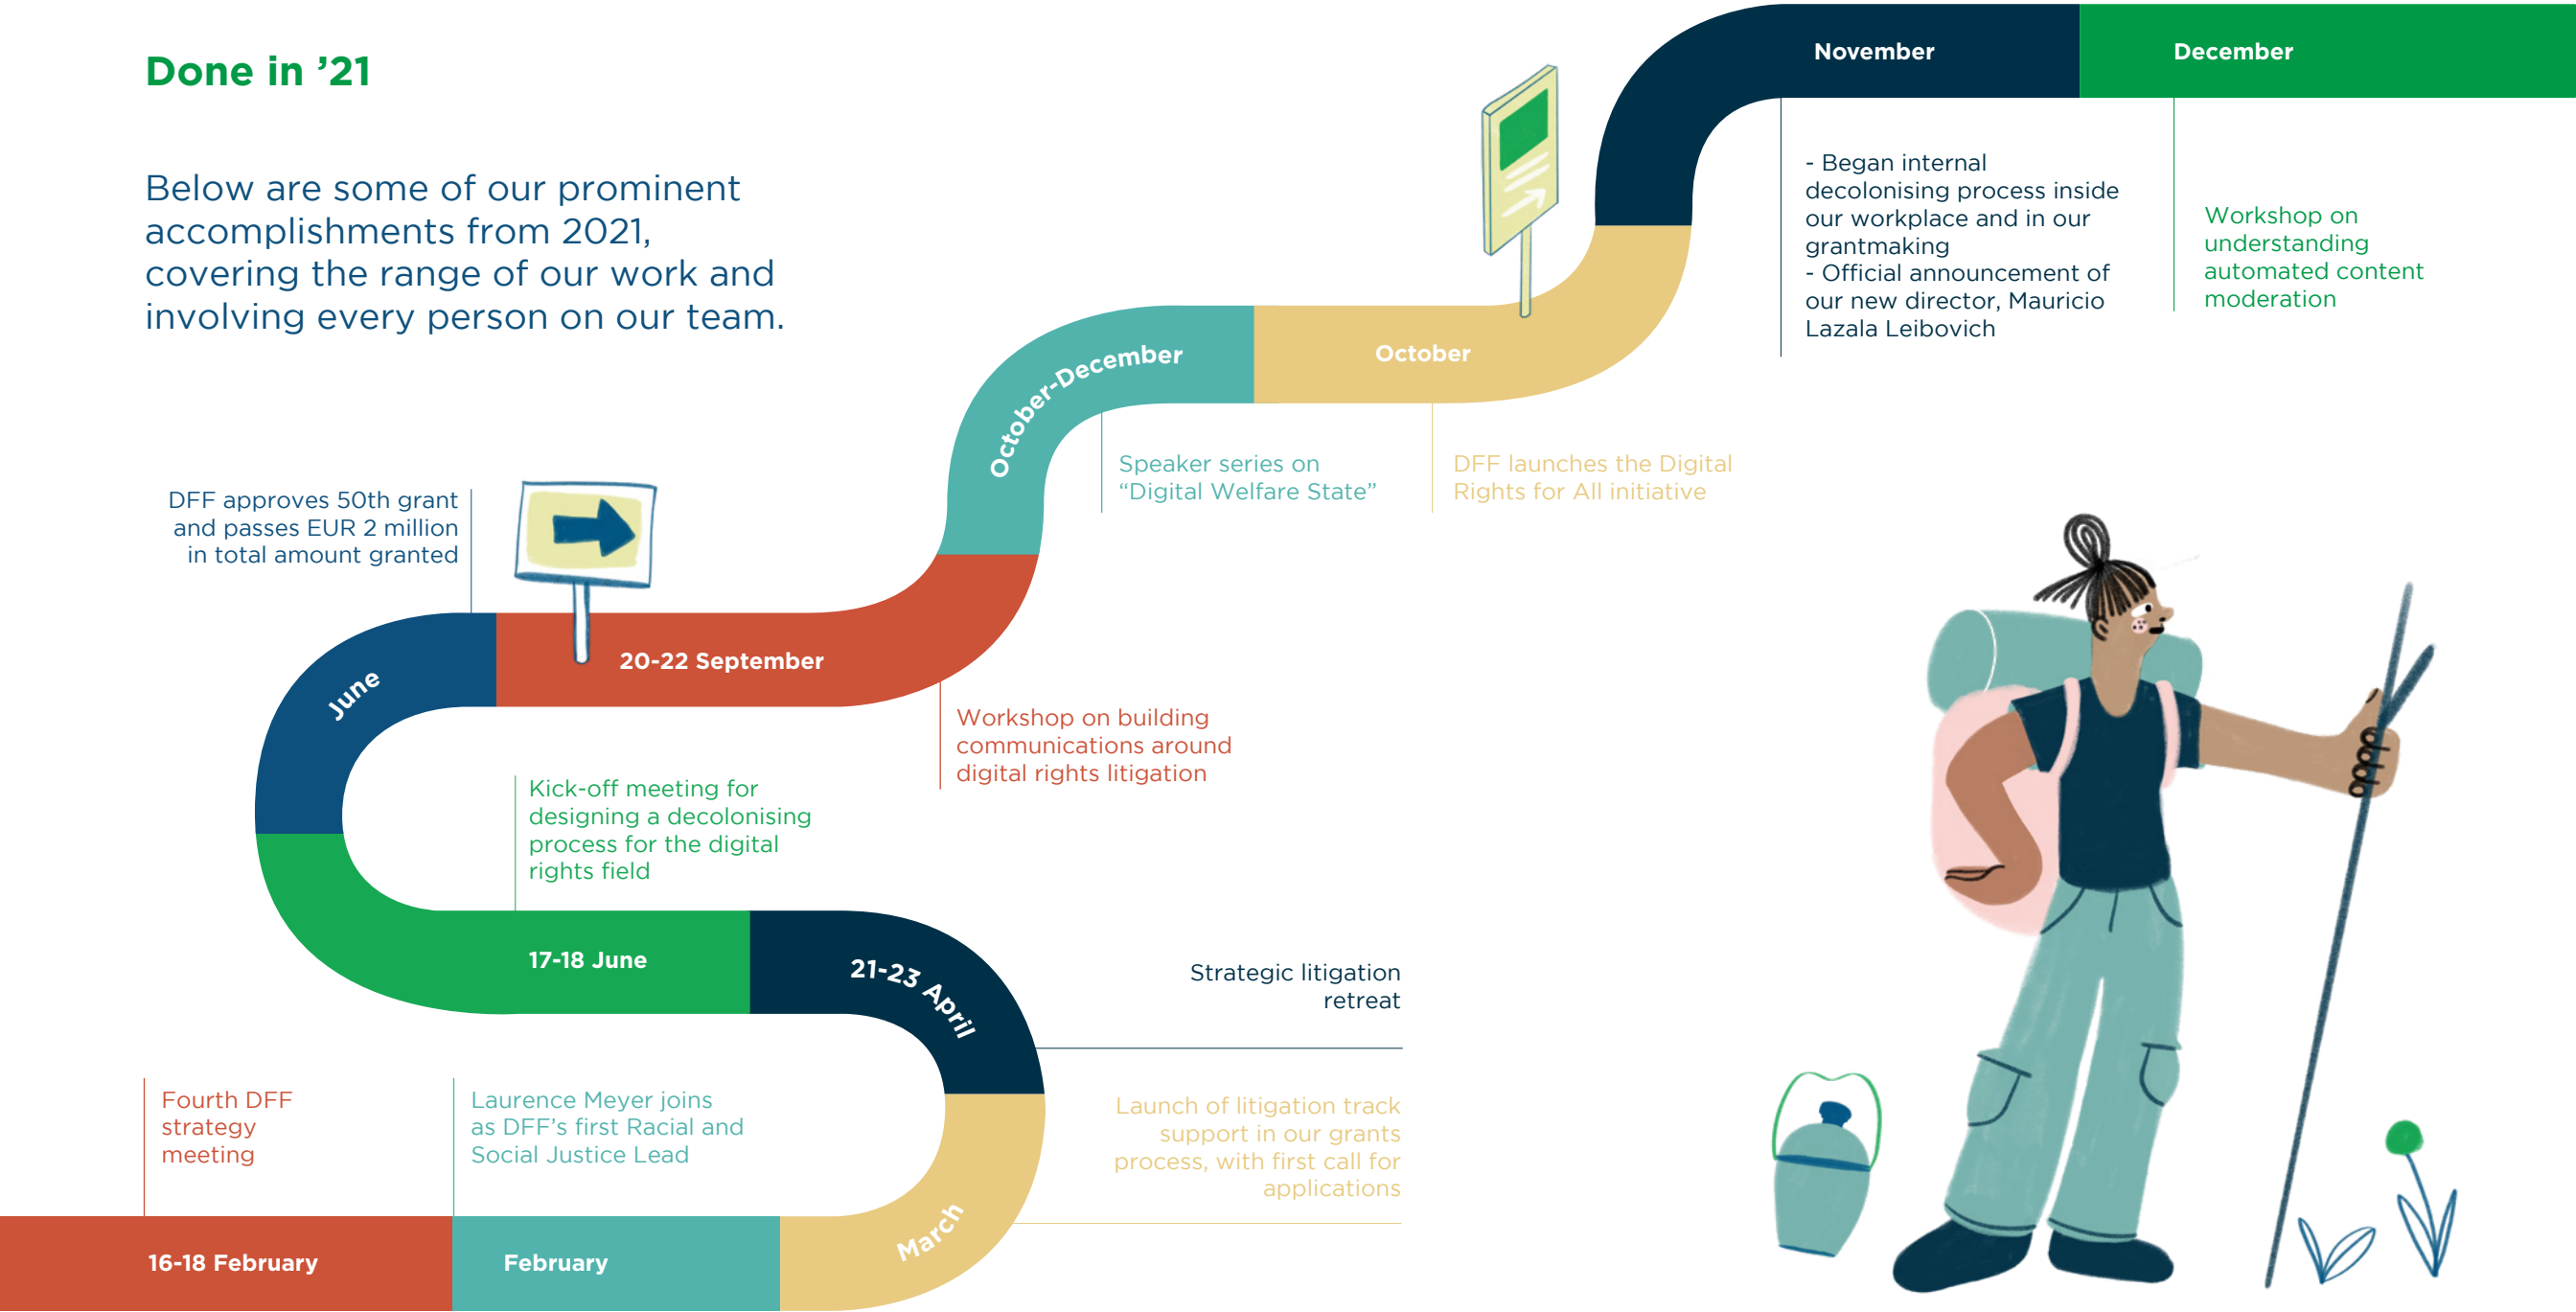 Done in ’21
Below are some of our prominent
accomplishments from 2021,
covering the range of our work and
involving every person on our team.
16-18 February
Fourth DFF
strategy
meeting
February
Laurence Meyer joins
as DFF’s first Racial and
Social Justice Lead
March
Launch of litigation track
support in our grants
process, with first call for
applications
21-23 April
Strategic litigation
retreat
17-18 June
Kick-off meeting for
designing a decolonising
process for the digital
rights field
June
DFF approves 50th grant
and passes EUR 2 million
in total amount granted
20-22 September
Workshop on building
communications around
digital rights litigation
October-December
Speaker series on
“Digital Welfare State”
October
DFF launches the Digital
Rights for All initiative
November
- Began internal
decolonising process inside
our workplace and in our
grantmaking
- Official announcement of
our new director, Mauricio
Lazala Leibovich
December
Workshop on
understanding
automated content
moderation